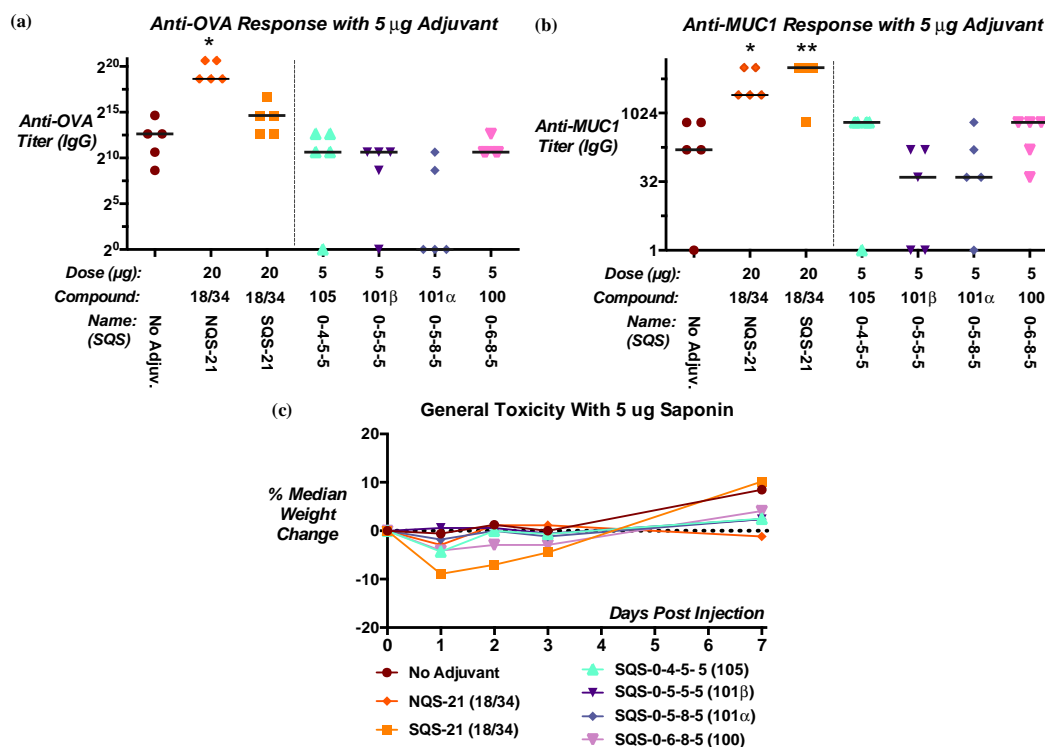 (a)
Anti-OVA Response with 5 μg Adjuvant
Anti-OVA
Titer (IgG)
*
2^20
2^15
2^10
2^5
2^0
Dose (μg): 20 20 5 5 5 5
Compound: 18/34 18/34 105 101β 101α 100
Name:
(SQS)
No Adjuv. NQS-21 SQS-21 0-4-5-5 0-5-5-5 0-5-8-5 0-6-8-5
(b)
Anti-MUC1 Response with 5 μg Adjuvant
Anti-MUC1
Titer (IgG)
* **
1024
32
1
Dose (μg): 20 20 5 5 5 5
Compound: 18/34 18/34 105 101β 101α 100
Name:
(SQS)
No Adjuv. NQS-21 SQS-21 0-4-5-5 0-5-5-5 0-5-8-5 0-6-8-5
(c)
General Toxicity With 5 ug Saponin
% Median
Weight
Change
20
10
0
-10
-20
Days Post Injection
0 1 2 3 4 5 6 7
No Adjuvant
NQS-21 (18/34)
SQS-21 (18/34)
SQS-0-4-5-5 (105)
SQS-0-5-5-5 (101β)
SQS-0-5-8-5 (101α)
SQS-0-6-8-5 (100)